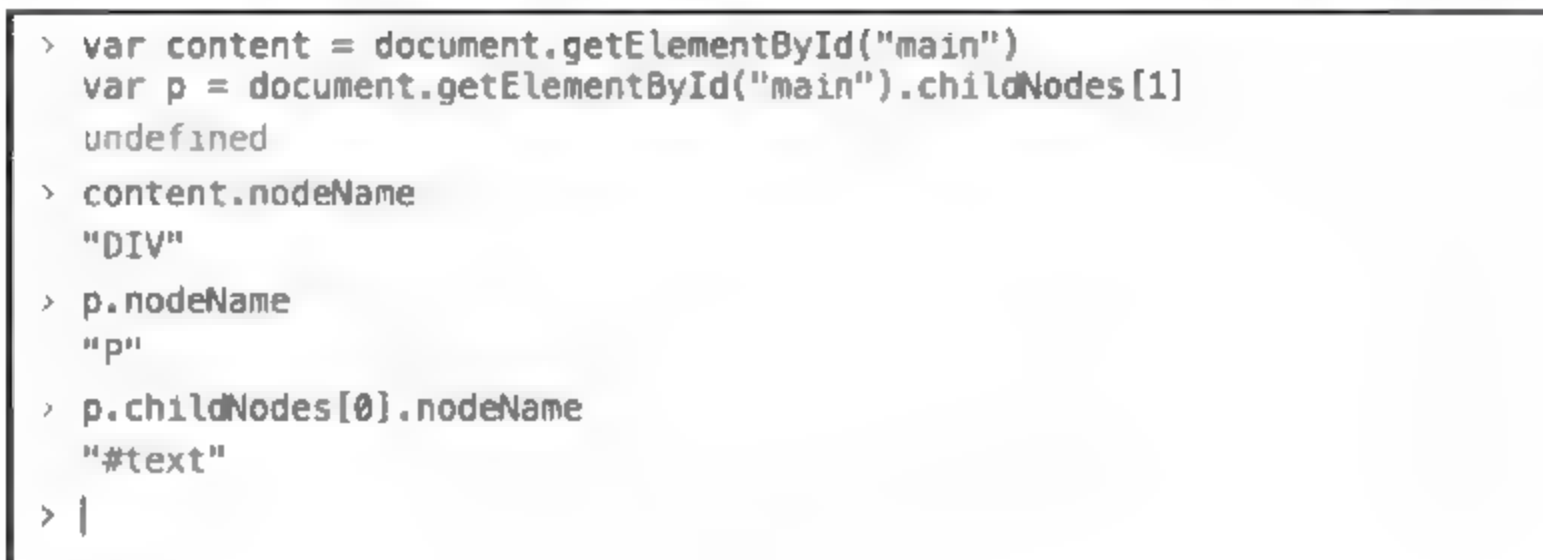 > var content = document.getElementById("main")
var p = document.getElementById("main").childNodes[1]
undefined
> content.nodeName
"DIV"
> p.nodeName
"P"
> p.childNodes[0].nodeName
"#text"
>